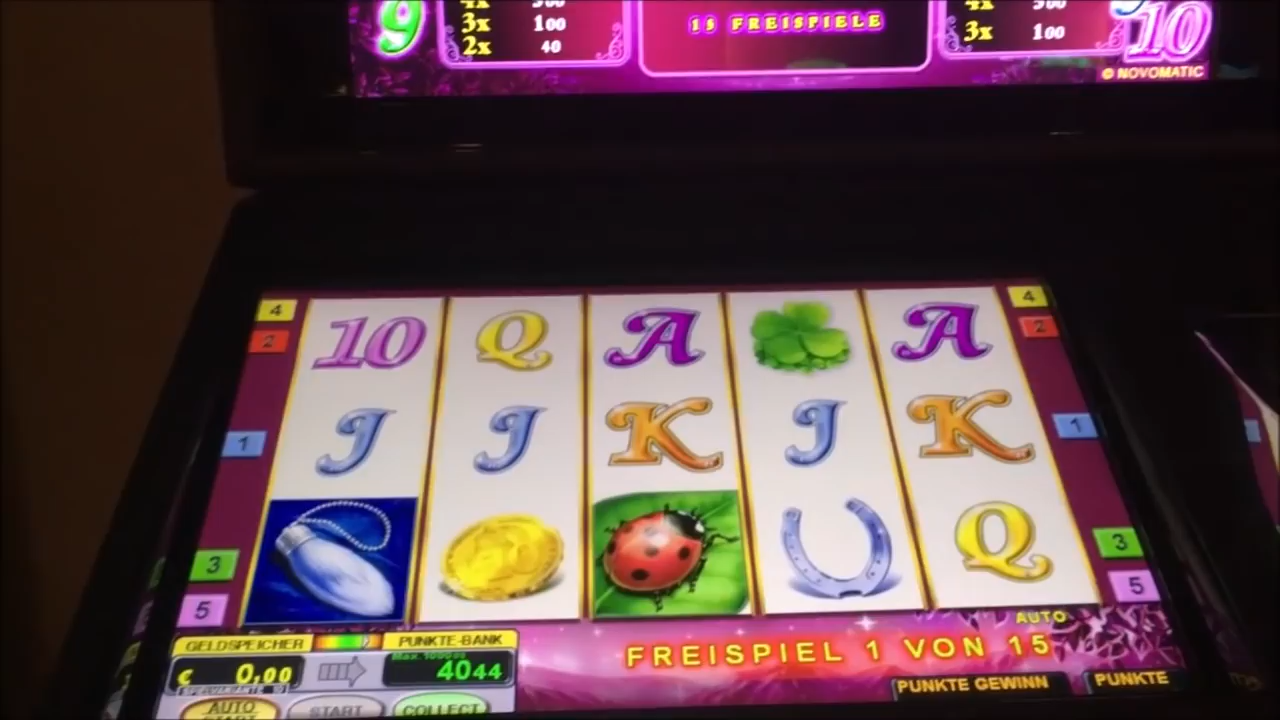 9
3x 100
2x 40
15 FREISPIELE
3x 100
10
© NOVOMATIC
4
2
10 Q A A
4
2
1
J J K J K
1
3
5
Q
3
5
GELDSPEICHER
PUNKTE-BANK
€ 0,00
4044
AUTO
FREISPIEL 1 VON 15
PUNKTE GEWINN
PUNKTE
AUTO
START
COLLECT